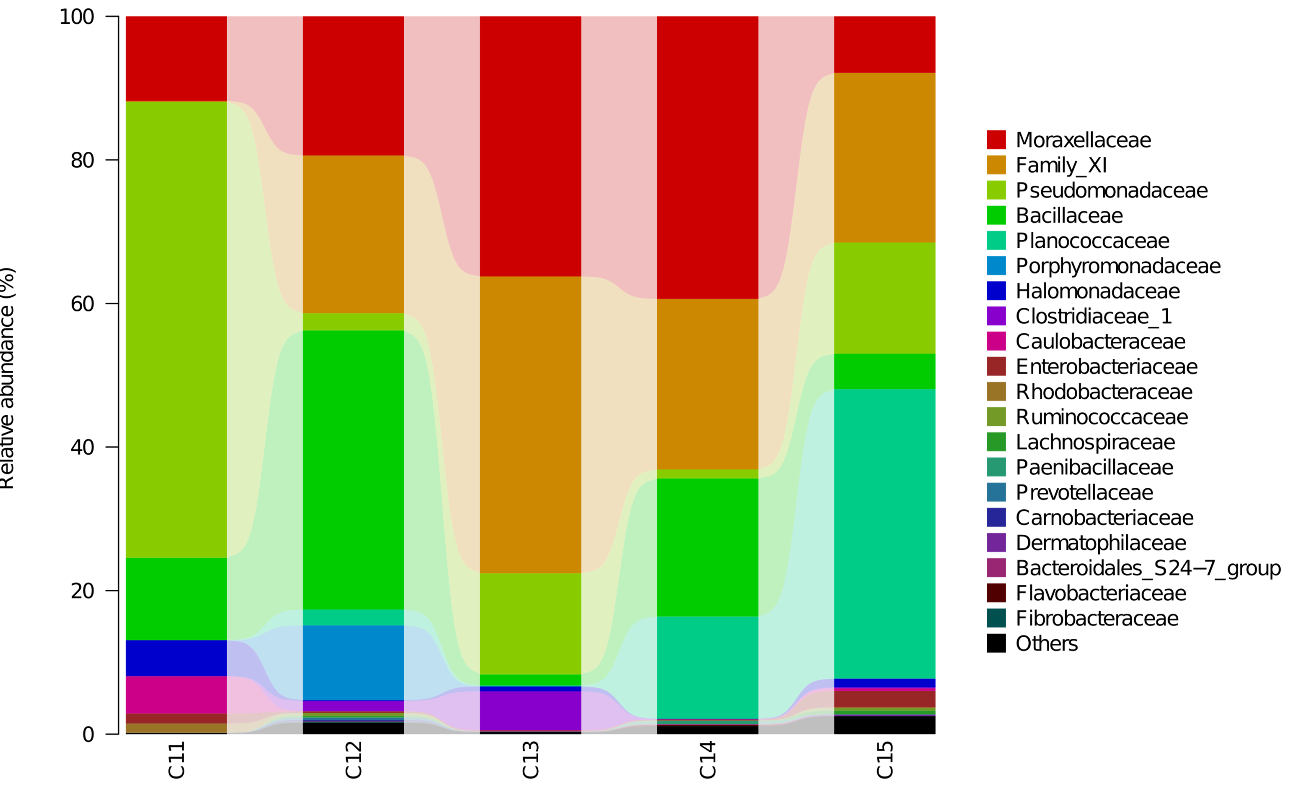 100
80
60
40
20
0
Relative abundance (%)
C11
C12
C13
C14
C15
Moraxellaceae
Family_XI
Pseudomonadaceae
Bacillaceae
Planococcaceae
Porphyromonadaceae
Halomonadaceae
Clostridiaceae_1
Caulobacteraceae
Enterobacteriaceae
Rhodobacteraceae
Ruminococcaceae
Lachnospiraceae
Paenibacillaceae
Prevotellaceae
Carnobacteriaceae
Dermatophilaceae
Bacteroidales_S24−7_group
Flavobacteriaceae
Fibrobacteraceae
Others